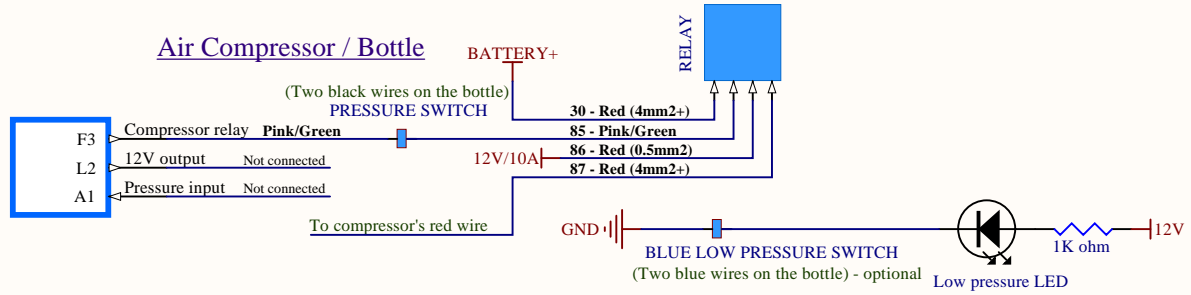 Air Compressor / Bottle
BATTERY+
RELAY
(Two black wires on the bottle)
PRESSURE SWITCH
30 - Red (4mm2+)
F3 Compressor relay Pink/Green
85 - Pink/Green
L2 12V output Not connected
12V/10A 86 - Red (0.5mm2)
87 - Red (4mm2+)
A1 Pressure input Not connected
To compressor's red wire
GND
12V
BLUE LOW PRESSURE SWITCH
1K ohm
(Two blue wires on the bottle) - optional
Low pressure LED